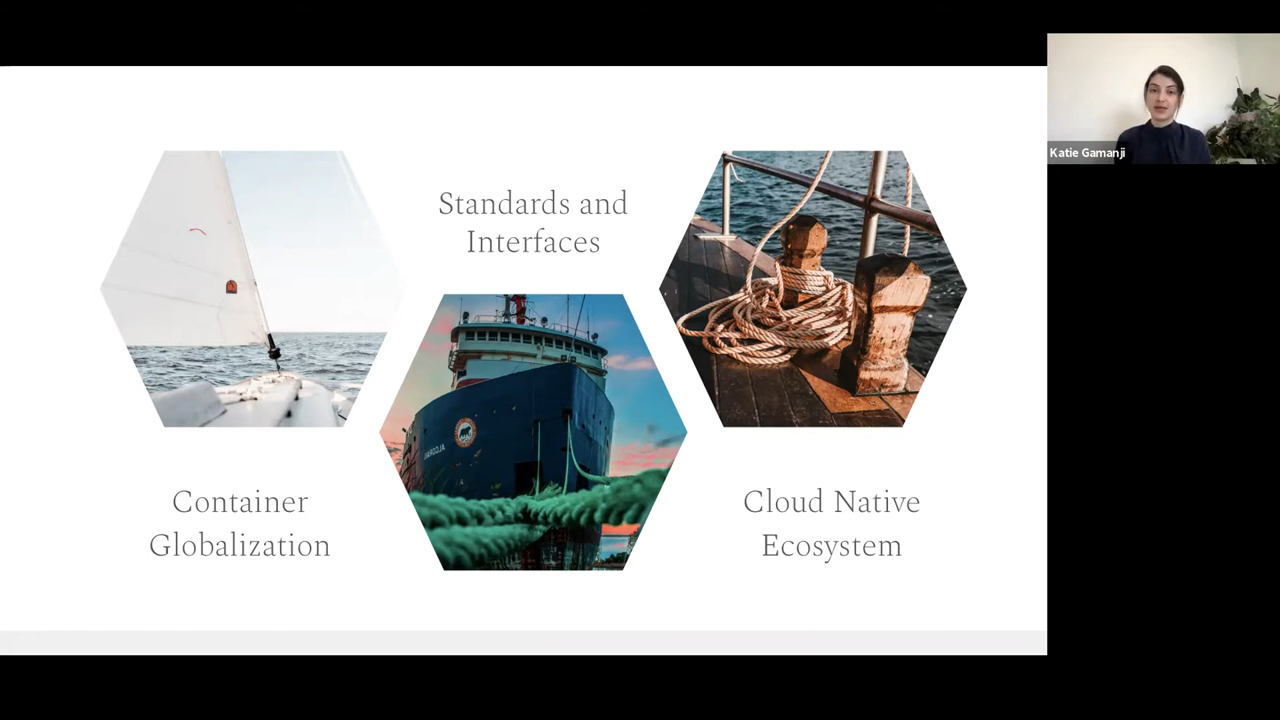 Standards and
Interfaces
Container
Globalization
Cloud Native
Ecosystem
Katie Gamanji